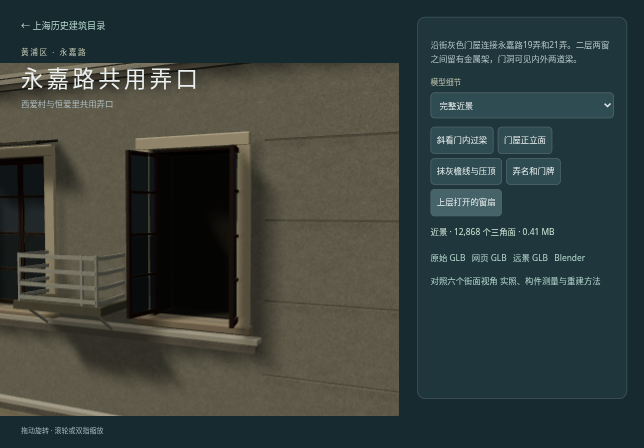 ← 上海历史建筑目录
黄浦区 · 永嘉路
永嘉路共用弄口
西爱村与恒爱里共用弄口
拖动旋转 · 滚轮或双指缩放
沿街灰色门屋连接永嘉路19弄和21弄。二层两窗
之间留有金属架，门洞可见内外两道梁。
模型细节
完整近景
斜看门内过梁
门屋正立面
抹灰檐线与压顶
弄名和门牌
上层打开的窗扇
近景 · 12,868 个三角面 · 0.41 MB
原始 GLB 网页 GLB 远景 GLB Blender
对照六个街面视角 实照、构件测量与重建方法